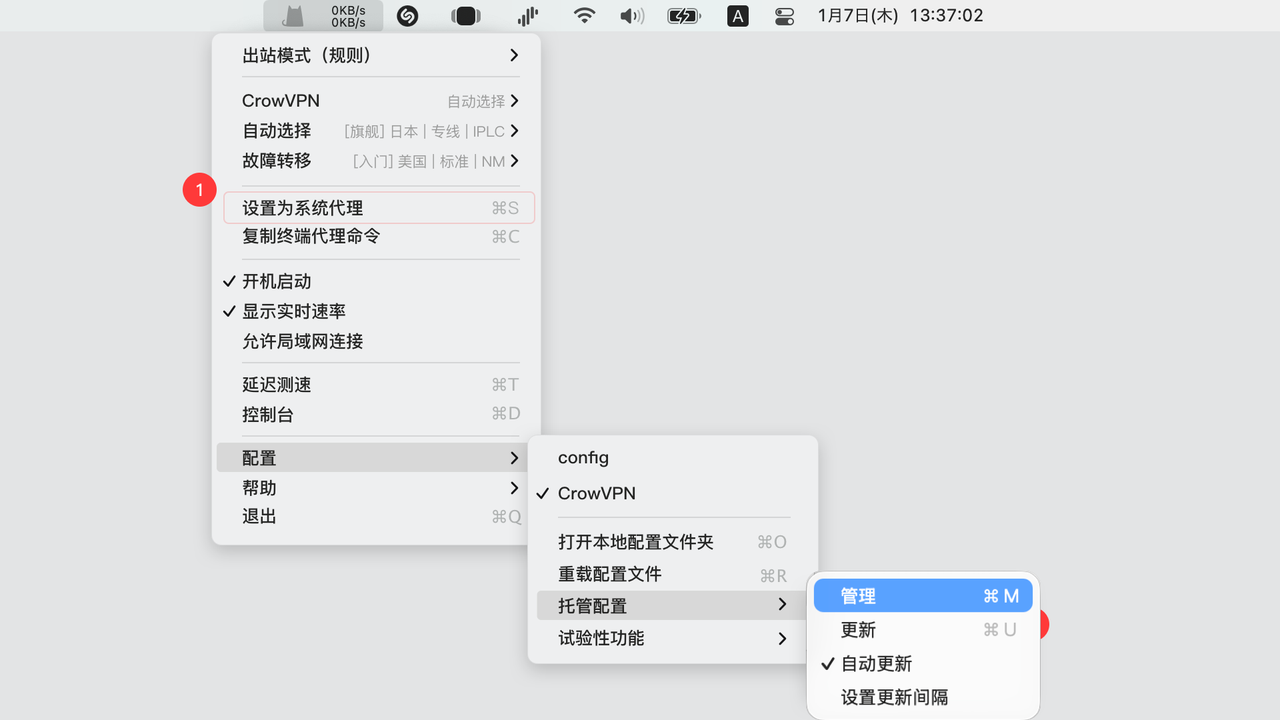 0KB/s
0KB/s
A
1月7日(木) 13:37:02
出站模式（规则）
CrowVPN 自动选择
自动选择 [旗舰] 日本 | 专线 | IPLC
故障转移 [入门] 美国 | 标准 | NM
1
设置为系统代理 ⌘S
复制终端代理命令 ⌘C
✓ 开机启动
✓ 显示实时速率
允许局域网连接
延迟测速 ⌘T
控制台 ⌘D
配置
帮助
退出 ⌘Q
config
✓ CrowVPN
打开本地配置文件夹 ⌘O
重载配置文件 ⌘R
托管配置
试验性功能
管理 ⌘M
更新 ⌘U
✓ 自动更新
设置更新间隔